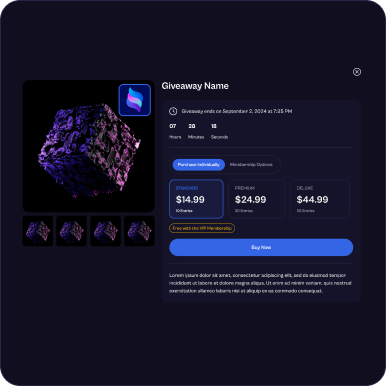 Giveaway Name
Giveaway ends on September 2, 2024 at 7:35 PM
07 28 18
Hours Minutes Seconds
Purchase Individually Membership Options
STANDARD PREMIUM DELUXE
$14.99 $24.99 $44.99
10 Entries 20 Entries 50 Entries
Free with the VIP Membership
Buy Now
Lorem ipsum dolor sit amet, consectetur adipiscing elit, sed do eiusmod tempor
incididunt ut labore et dolore magna aliqua. Ut enim ad minim veniam, quis nostrud
exercitation ullamco laboris nisi ut aliquip ex ea commodo consequat.